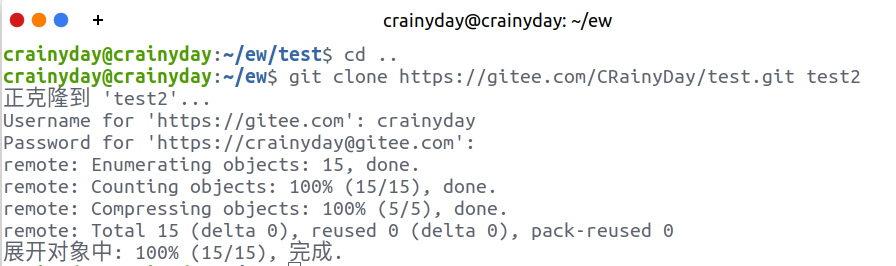 + crainyday@crainyday: ~/ew
crainyday@crainyday:~/ew/test$ cd ..
crainyday@crainyday:~/ew$ git clone https://gitee.com/CRainyDay/test.git test2
正克隆到 'test2'...
Username for 'https://gitee.com': crainyday
Password for 'https://crainyday@gitee.com':
remote: Enumerating objects: 15, done.
remote: Counting objects: 100% (15/15), done.
remote: Compressing objects: 100% (5/5), done.
remote: Total 15 (delta 0), reused 0 (delta 0), pack-reused 0
展开对象中: 100% (15/15), 完成.